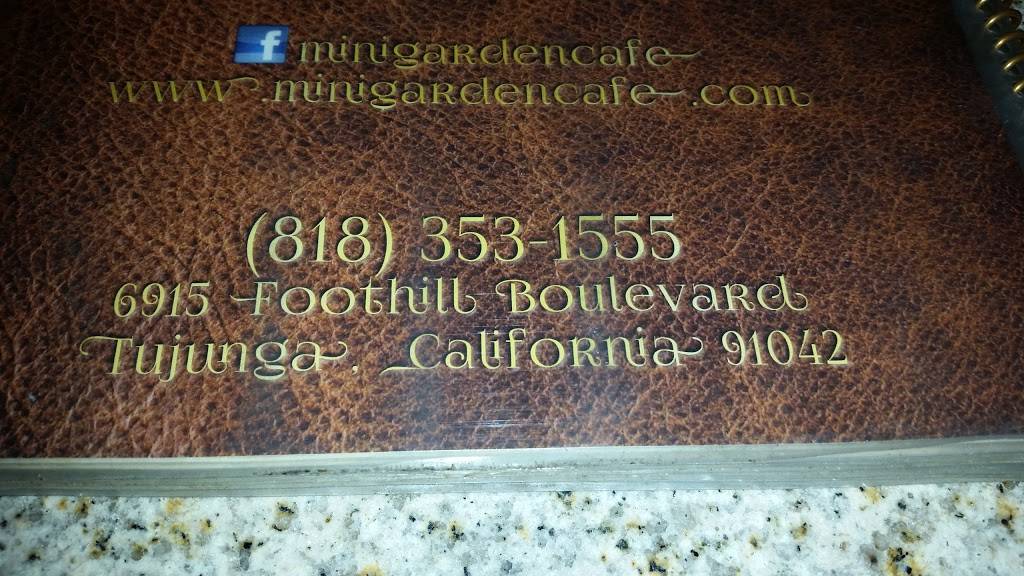 f minigardencafe
www.minigardencafe.com
(818) 353-1555
6915 Foothill Boulevard
Tujunga, California 91042